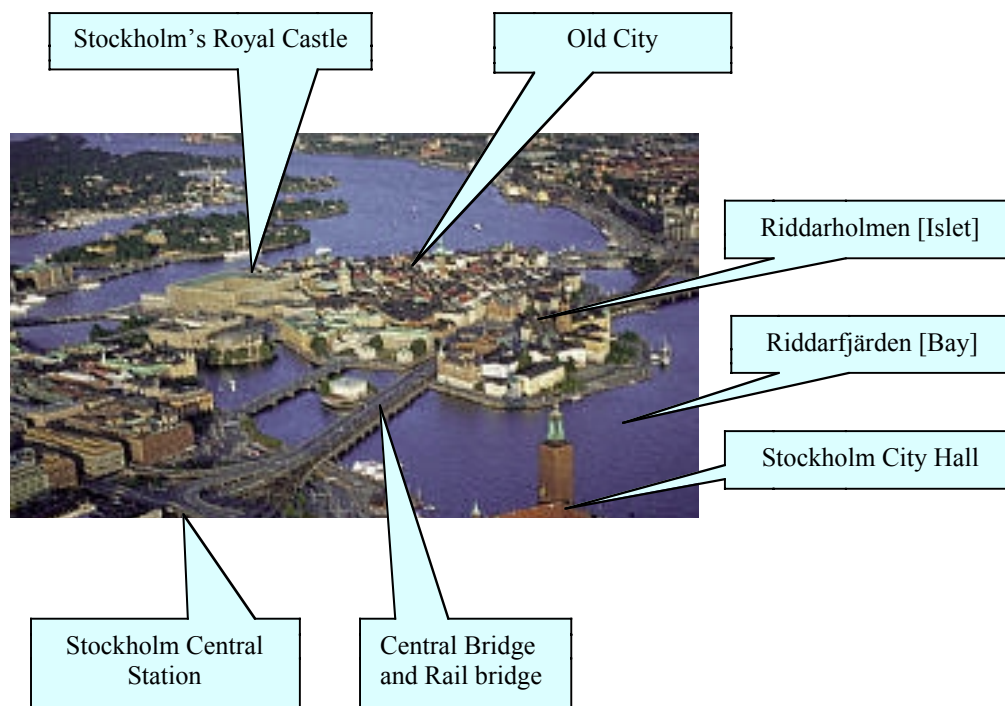 Stockholm’s Royal Castle
Old City
Riddarholmen [Islet]
Riddarfjärden [Bay]
Stockholm City Hall
Stockholm Central
Station
Central Bridge
and Rail bridge